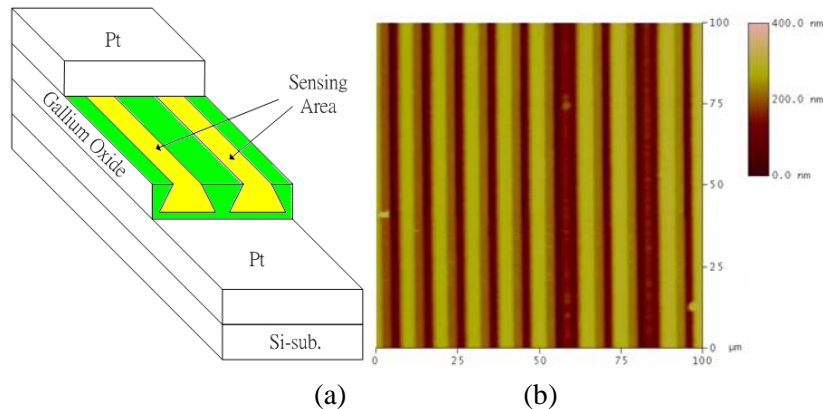 Pt
Gallium Oxide
Sensing
Area
Pt
Si-sub.
(a)
100
75
50
25
0
0
25
50
75
100
μm
400.0 nm
200.0 nm
0.0 nm
(b)